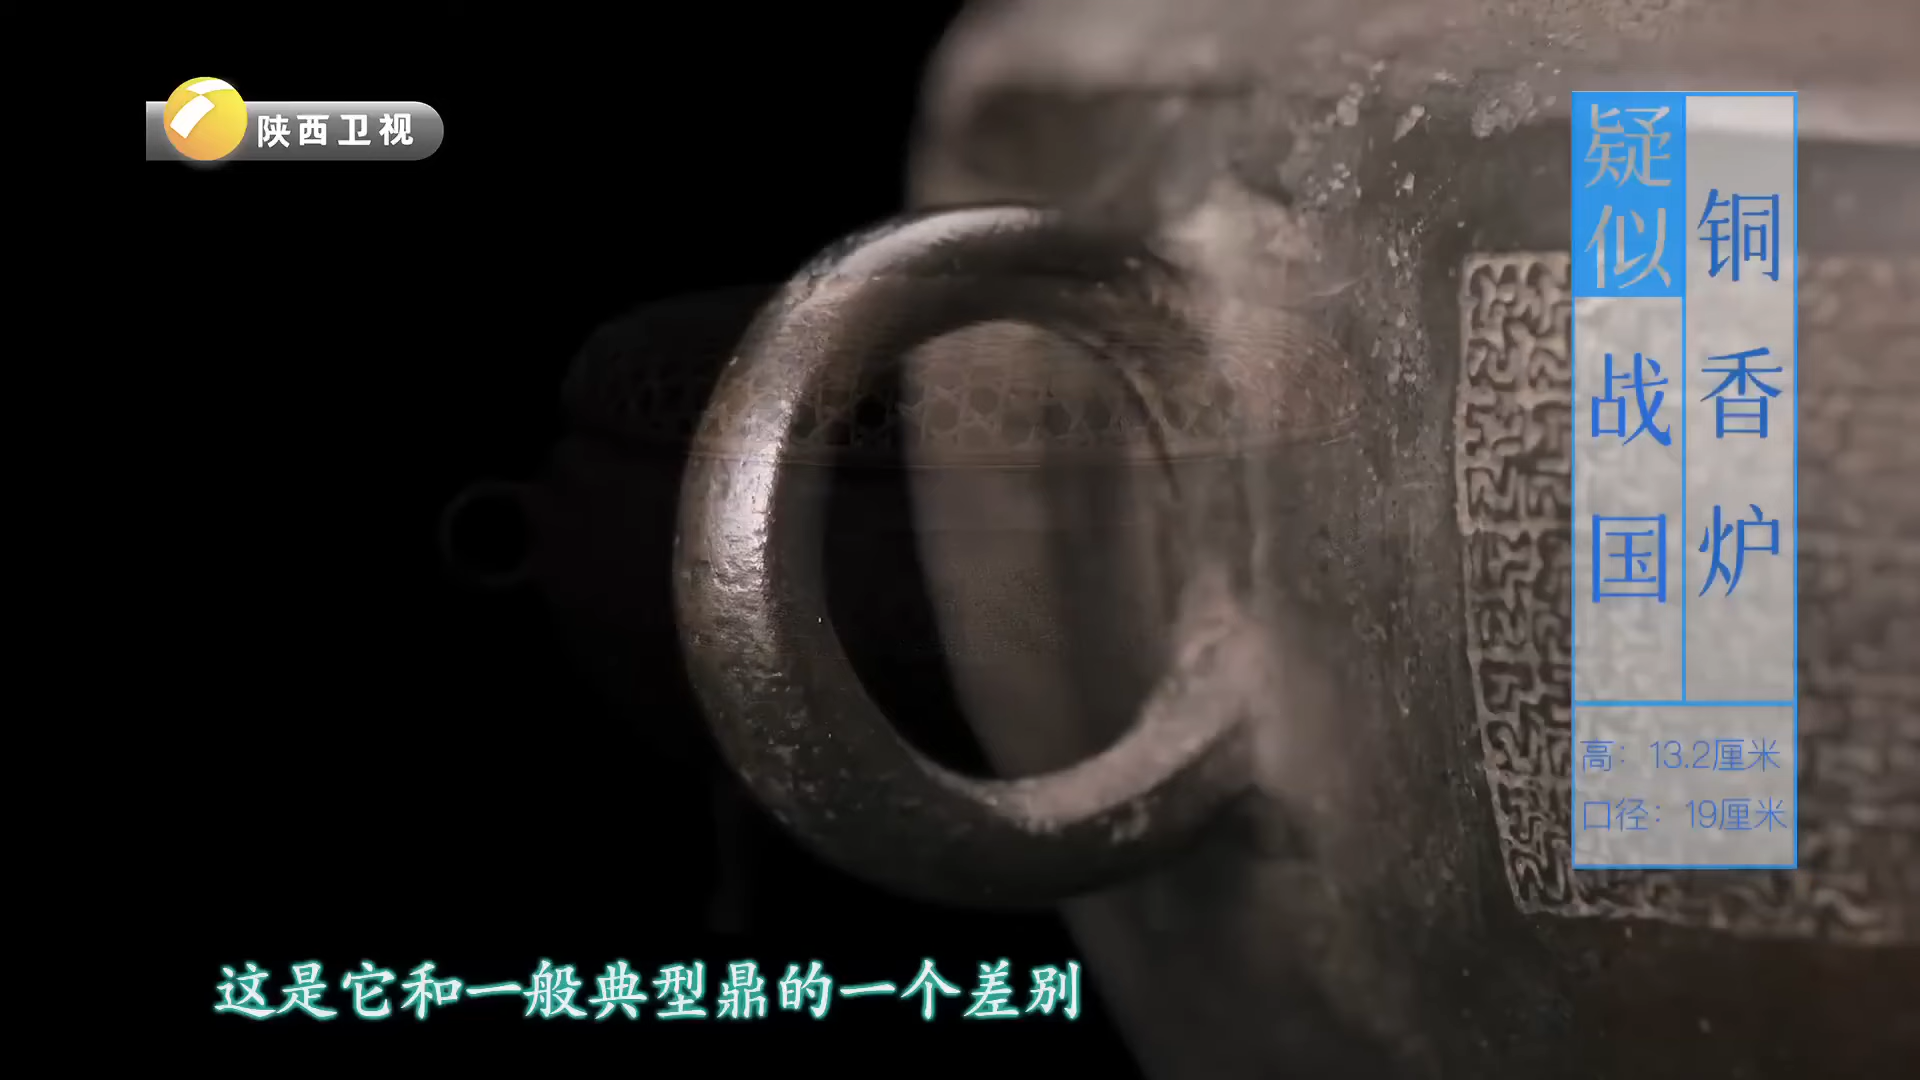 陕西卫视
疑似战国
铜香炉
高：13.2厘米
口径：19厘米
这是它和一般典型鼎的一个差别